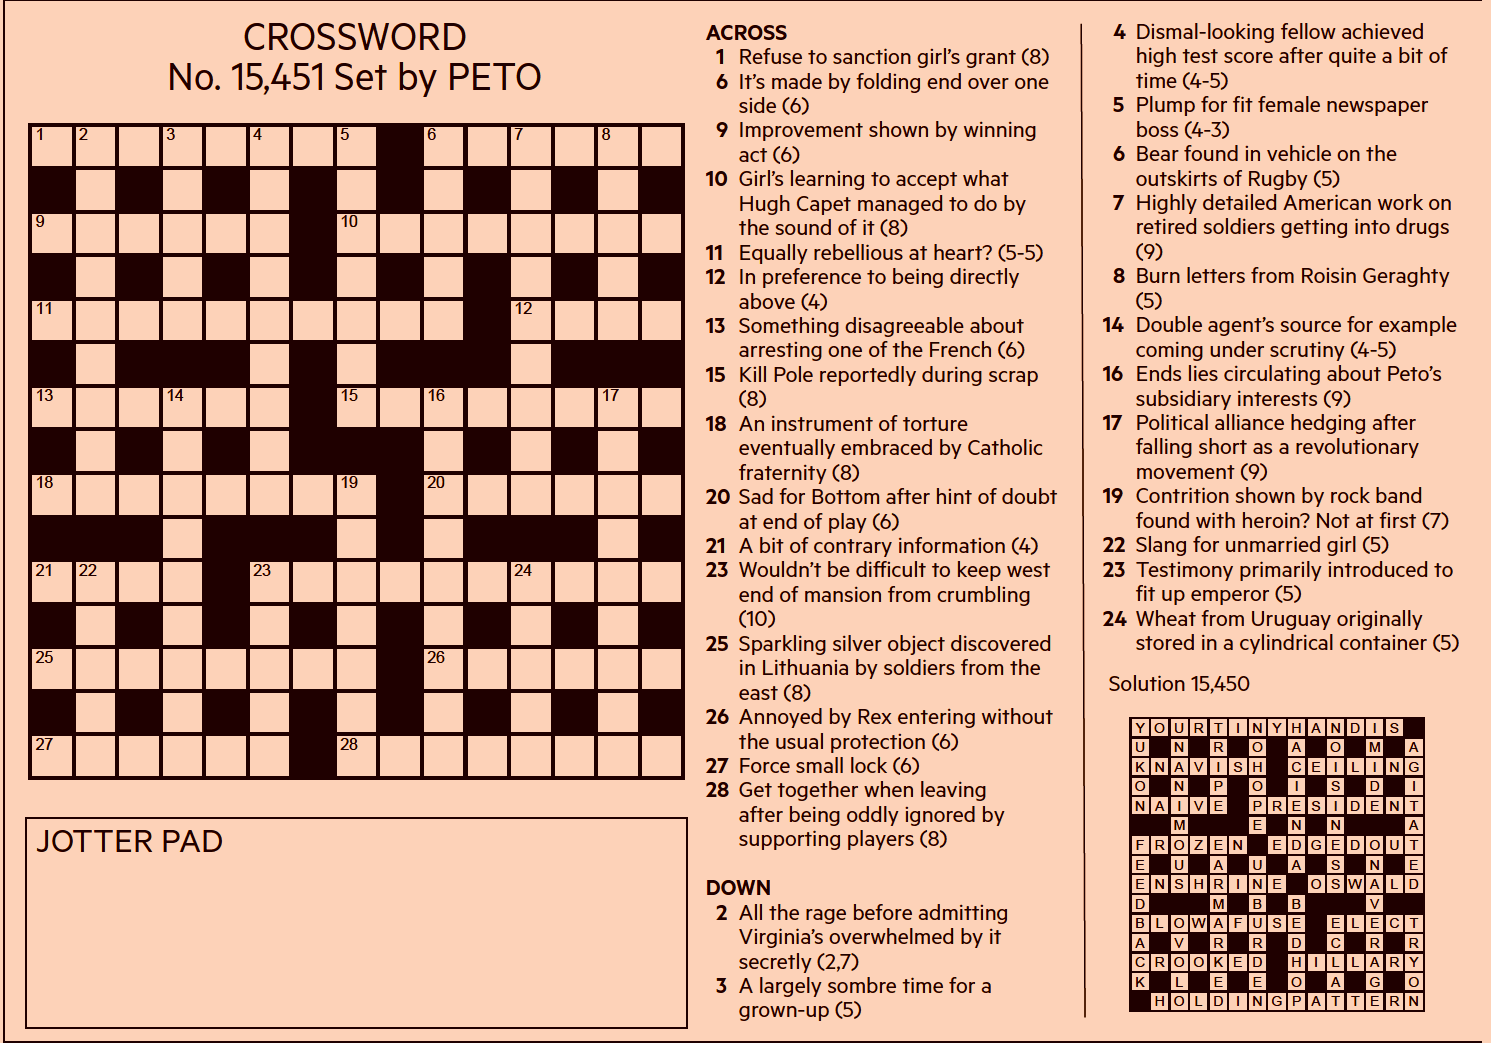 CROSSWORD
No. 15,451 Set by PETO
1 2 3 4 5 6 7 8
9 10
11 12
13 14 15 16 17
18 19 20
21 22 23 24
25 26
27 28
JOTTER PAD
ACROSS
1 Refuse to sanction girl's grant (8)
6 It's made by folding end over one
side (6)
9 Improvement shown by winning
act (6)
10 Girl's learning to accept what
Hugh Capet managed to do by
the sound of it (8)
11 Equally rebellious at heart? (5-5)
12 In preference to being directly
above (4)
13 Something disagreeable about
arresting one of the French (6)
15 Kill Pole reportedly during scrap
(8)
18 An instrument of torture
eventually embraced by Catholic
fraternity (8)
20 Sad for Bottom after hint of doubt
at end of play (6)
21 A bit of contrary information (4)
23 Wouldn't be difficult to keep west
end of mansion from crumbling
(10)
25 Sparkling silver object discovered
in Lithuania by soldiers from the
east (8)
26 Annoyed by Rex entering without
the usual protection (6)
27 Force small lock (6)
28 Get together when leaving
after being oddly ignored by
supporting players (8)
DOWN
2 All the rage before admitting
Virginia's overwhelmed by it
secretly (2,7)
3 A largely sombre time for a
grown-up (5)
4 Dismal-looking fellow achieved
high test score after quite a bit of
time (4-5)
5 Plump for fit female newspaper
boss (4-3)
6 Bear found in vehicle on the
outskirts of Rugby (5)
7 Highly detailed American work on
retired soldiers getting into drugs
(9)
8 Burn letters from Roisin Geraghty
(5)
14 Double agent's source for example
coming under scrutiny (4-5)
16 Ends lies circulating about Peto's
subsidiary interests (9)
17 Political alliance hedging after
falling short as a revolutionary
movement (9)
19 Contrition shown by rock band
found with heroin? Not at first (7)
22 Slang for unmarried girl (5)
23 Testimony primarily introduced to
fit up emperor (5)
24 Wheat from Uruguay originally
stored in a cylindrical container (5)
Solution 15,450
YOURTINYHANDIS
U N R O A O M A
KNAVISH CEILING
O N P O I S D I
NAIVE PRESIDENT
M E N N A
FROZEN EDGEDOUT
E U A U A S N E
ENSHRINE OSWALD
D M B B V
BLOWAFUSE ELECT
A V R R D C R R
CROOKED HILLARY
K L E E O A G O
HOLDINGPATTERN